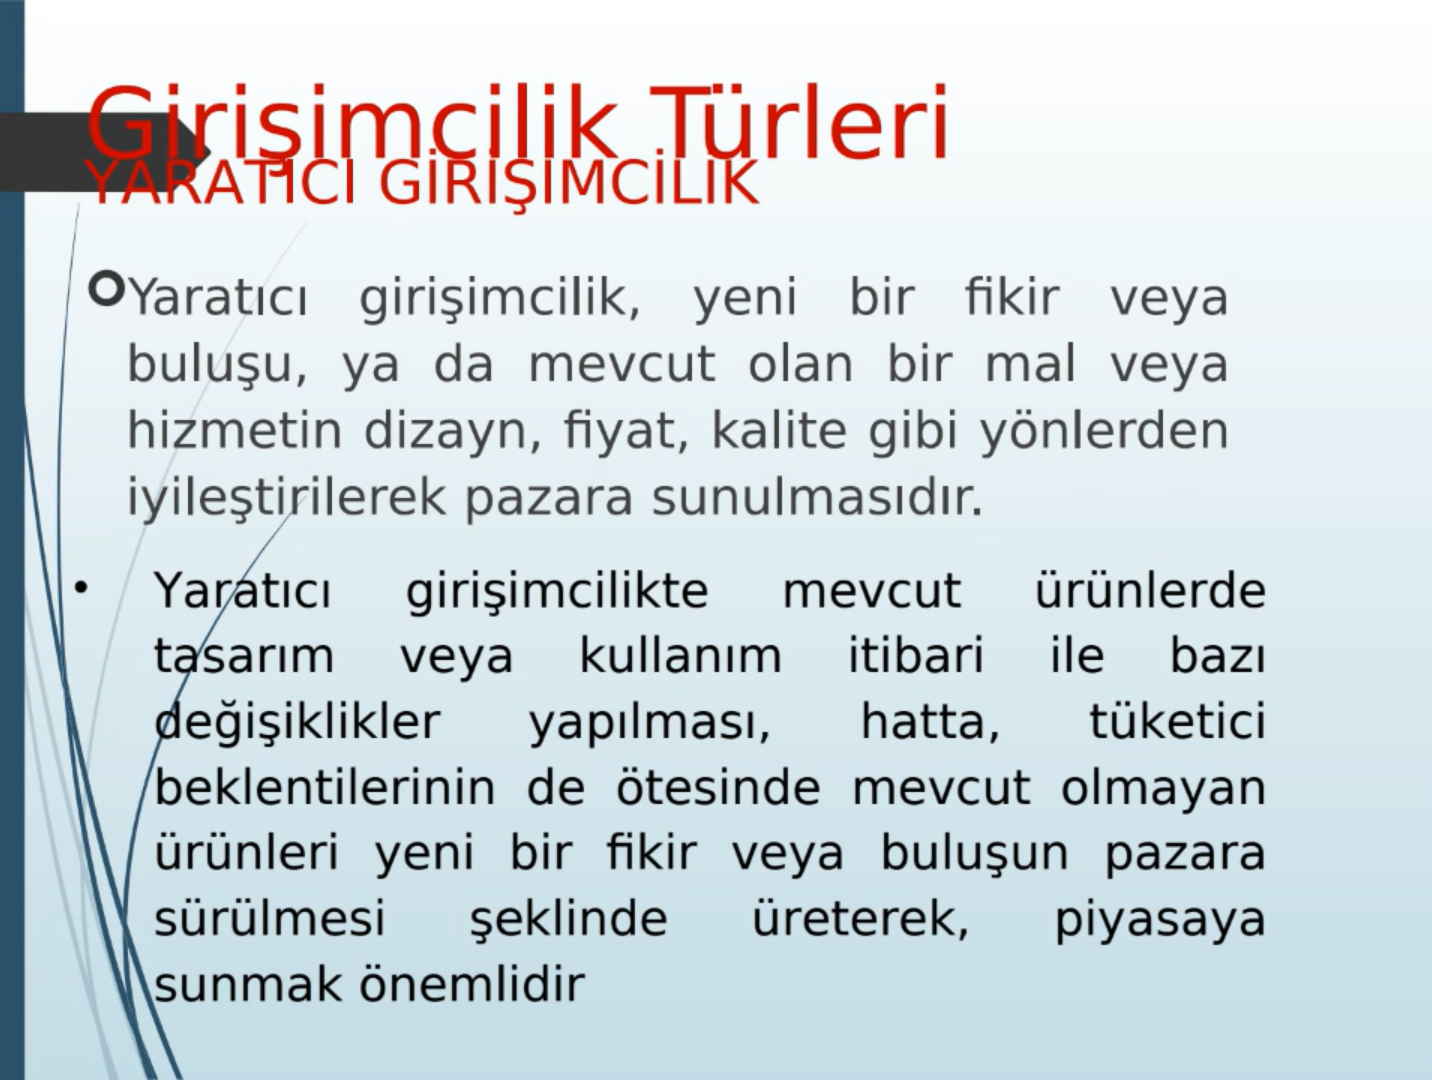 Girişimcilik Türleri
YARATICI GİRİŞİMCİLİK
Yaratıcı girişimcilik, yeni bir fikir veya
buluşu, ya da mevcut olan bir mal veya
hizmetin dizayn, fiyat, kalite gibi yönlerden
iyileştirilerek pazara sunulmasıdır.
• Yaratıcı girişimcilikte mevcut ürünlerde
tasarım veya kullanım itibari ile bazı
değişiklikler yapılması, hatta, tüketici
beklentilerinin de ötesinde mevcut olmayan
ürünleri yeni bir fikir veya buluşun pazara
sürülmesi şeklinde üreterek, piyasaya
sunmak önemlidir